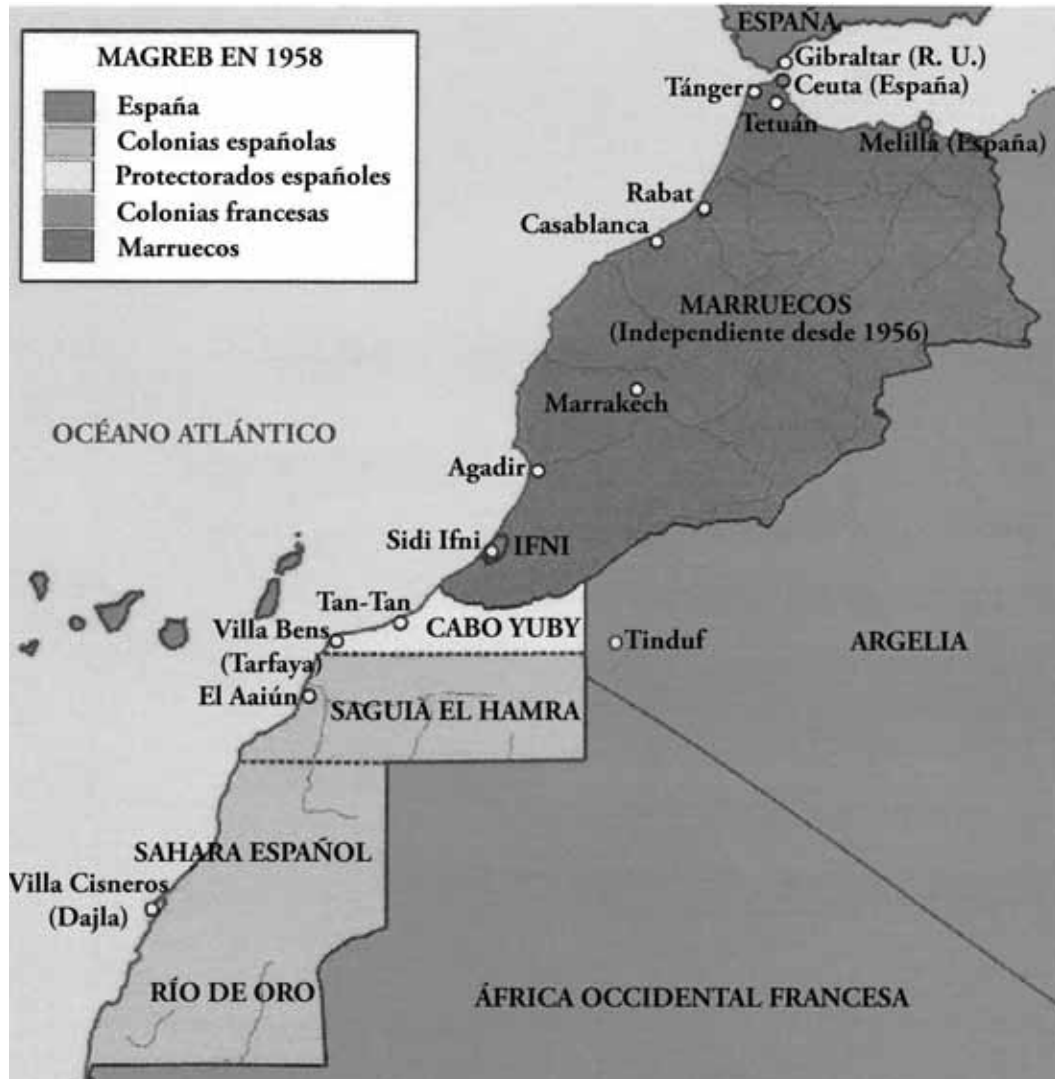 MAGREB EN 1958
España
Colonias españolas
Protectorados españoles
Colonias francesas
Marruecos
ESPAÑA
Gibraltar (R. U.)
Ceuta (España)
Tánger
Tetuán
Melilla (España)
Rabat
Casablanca
MARRUECOS
(Independiente desde 1956)
Marrakech
OCÉANO ATLÁNTICO
Agadir
Sidi Ifni
IFNI
Tan-Tan
Villa Bens
(Tarfaya)
CABO YUBY
Tinduf
ARGELIA
El Aaiún
SAGUIA EL HAMRA
SAHARA ESPAÑOL
Villa Cisneros
(Dajla)
RÍO DE ORO
ÁFRICA OCCIDENTAL FRANCESA